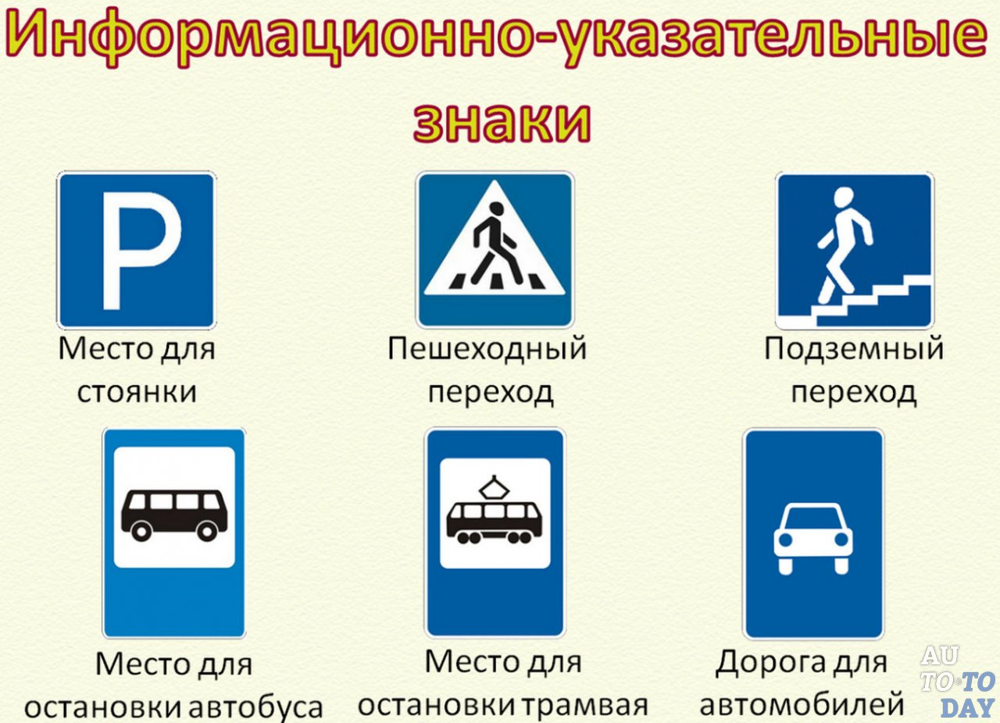 Информационно-указательные
знаки
P
Место для
стоянки
Пешеходный
переход
Подземный
переход
Место для
остановки автобуса
Место для
остановки трамвая
Дорога для
автомобилей
AU
TO TO
DAY